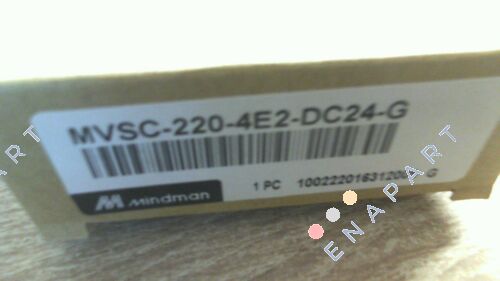 MVSC-220-4E2-DC24-G
Mindman
1 PC
ENAPART